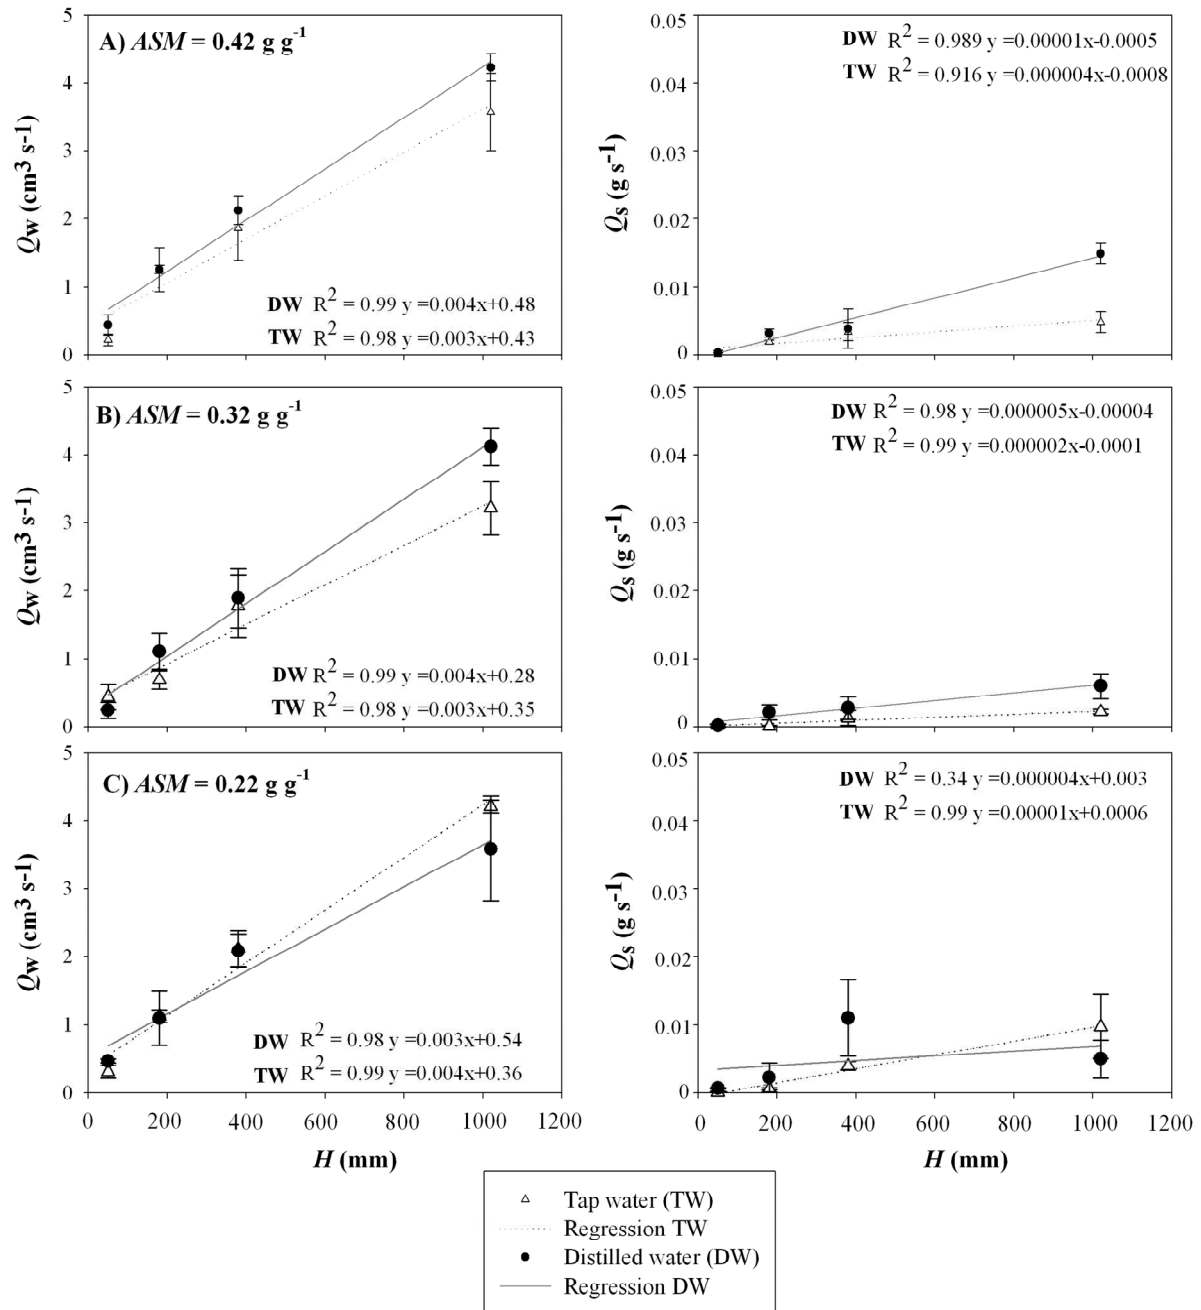 A) ASM = 0.42 g g⁻¹
5
4
3
2
1
0
Qw (cm³ s⁻¹)
DW R² = 0.99 y =0.004x+0.48
TW R² = 0.98 y =0.003x+0.43
DW R² = 0.989 y =0.00001x-0.0005
TW R² = 0.916 y =0.000004x-0.0008
0.05
0.04
0.03
0.02
0.01
0
Qs (g s⁻¹)
B) ASM = 0.32 g g⁻¹
5
4
3
2
1
0
Qw (cm³ s⁻¹)
DW R² = 0.99 y =0.004x+0.28
TW R² = 0.98 y =0.003x+0.35
DW R² = 0.98 y =0.000005x-0.00004
TW R² = 0.99 y =0.000002x-0.0001
0.05
0.04
0.03
0.02
0.01
0
Qs (g s⁻¹)
C) ASM = 0.22 g g⁻¹
5
4
3
2
1
0
Qw (cm³ s⁻¹)
DW R² = 0.98 y =0.003x+0.54
TW R² = 0.99 y =0.004x+0.36
0 200 400 600 800 1000 1200
H (mm)
DW R² = 0.34 y =0.000004x+0.003
TW R² = 0.99 y =0.00001x+0.0006
0.05
0.04
0.03
0.02
0.01
0
Qs (g s⁻¹)
0 200 400 600 800 1000 1200
H (mm)
Tap water (TW)
Regression TW
Distilled water (DW)
Regression DW